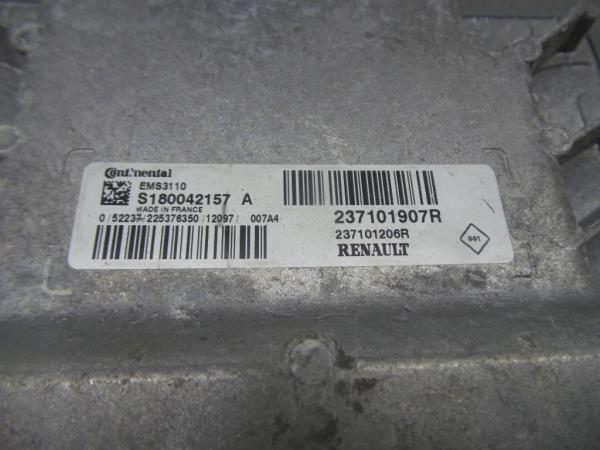 Continental
EMS3110
S180042157 A
MADE IN FRANCE
0/52237 225376350/12097/ 007A4
237101907R
237101206R
RENAULT
001